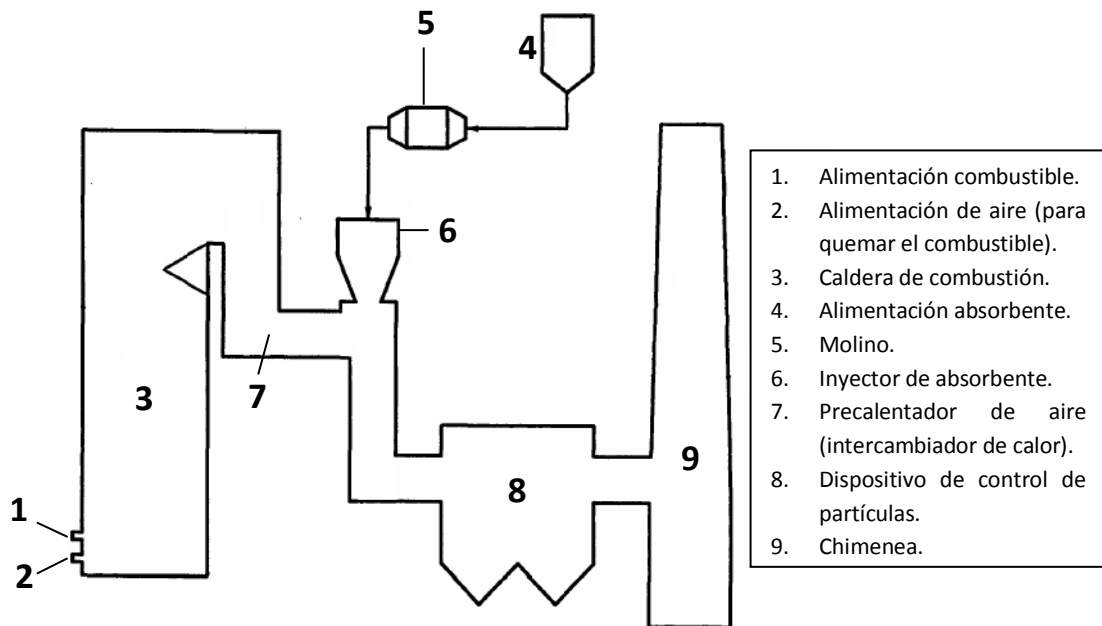 5
4
6
3
7
8
9
1
2
1. Alimentación combustible.
2. Alimentación de aire (para
quemar el combustible).
3. Caldera de combustión.
4. Alimentación absorbente.
5. Molino.
6. Inyector de absorbente.
7. Precalentador de aire
(intercambiador de calor).
8. Dispositivo de control de
partículas.
9. Chimenea.